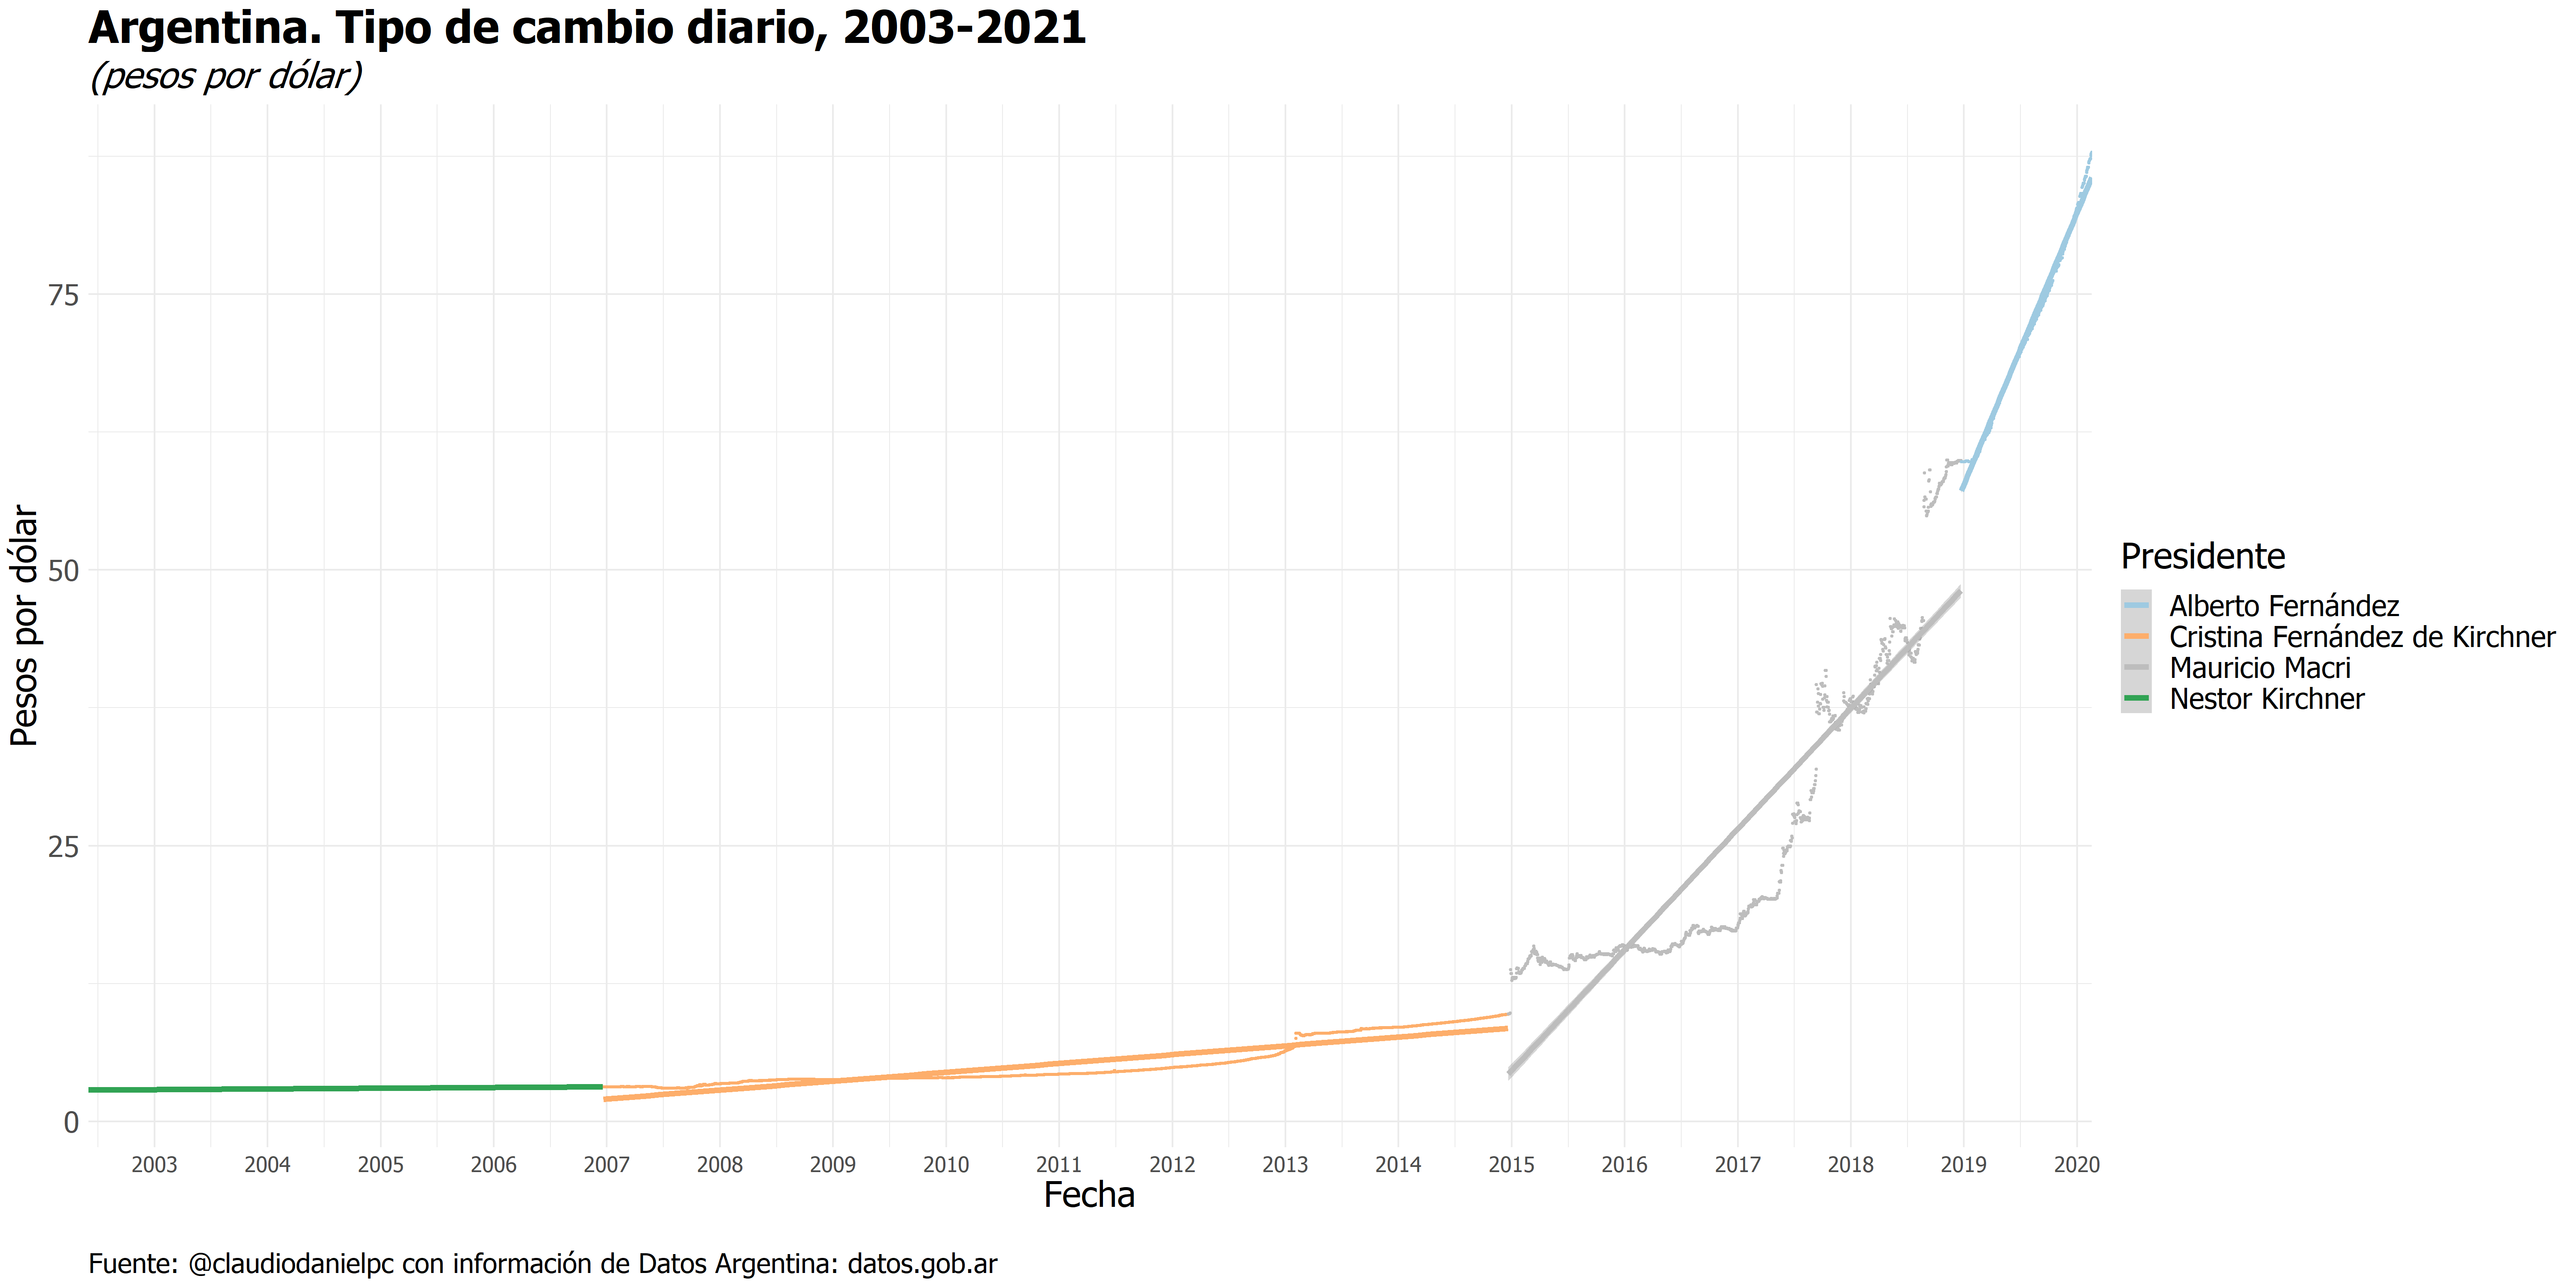 Argentina. Tipo de cambio diario, 2003-2021
(pesos por dólar)
Pesos por dólar
75
50
25
0
2003 2004 2005 2006 2007 2008 2009 2010 2011 2012 2013 2014 2015 2016 2017 2018 2019 2020
Fecha
Presidente
Alberto Fernández
Cristina Fernández de Kirchner
Mauricio Macri
Nestor Kirchner
Fuente: @claudiodanielpc con información de Datos Argentina: datos.gob.ar